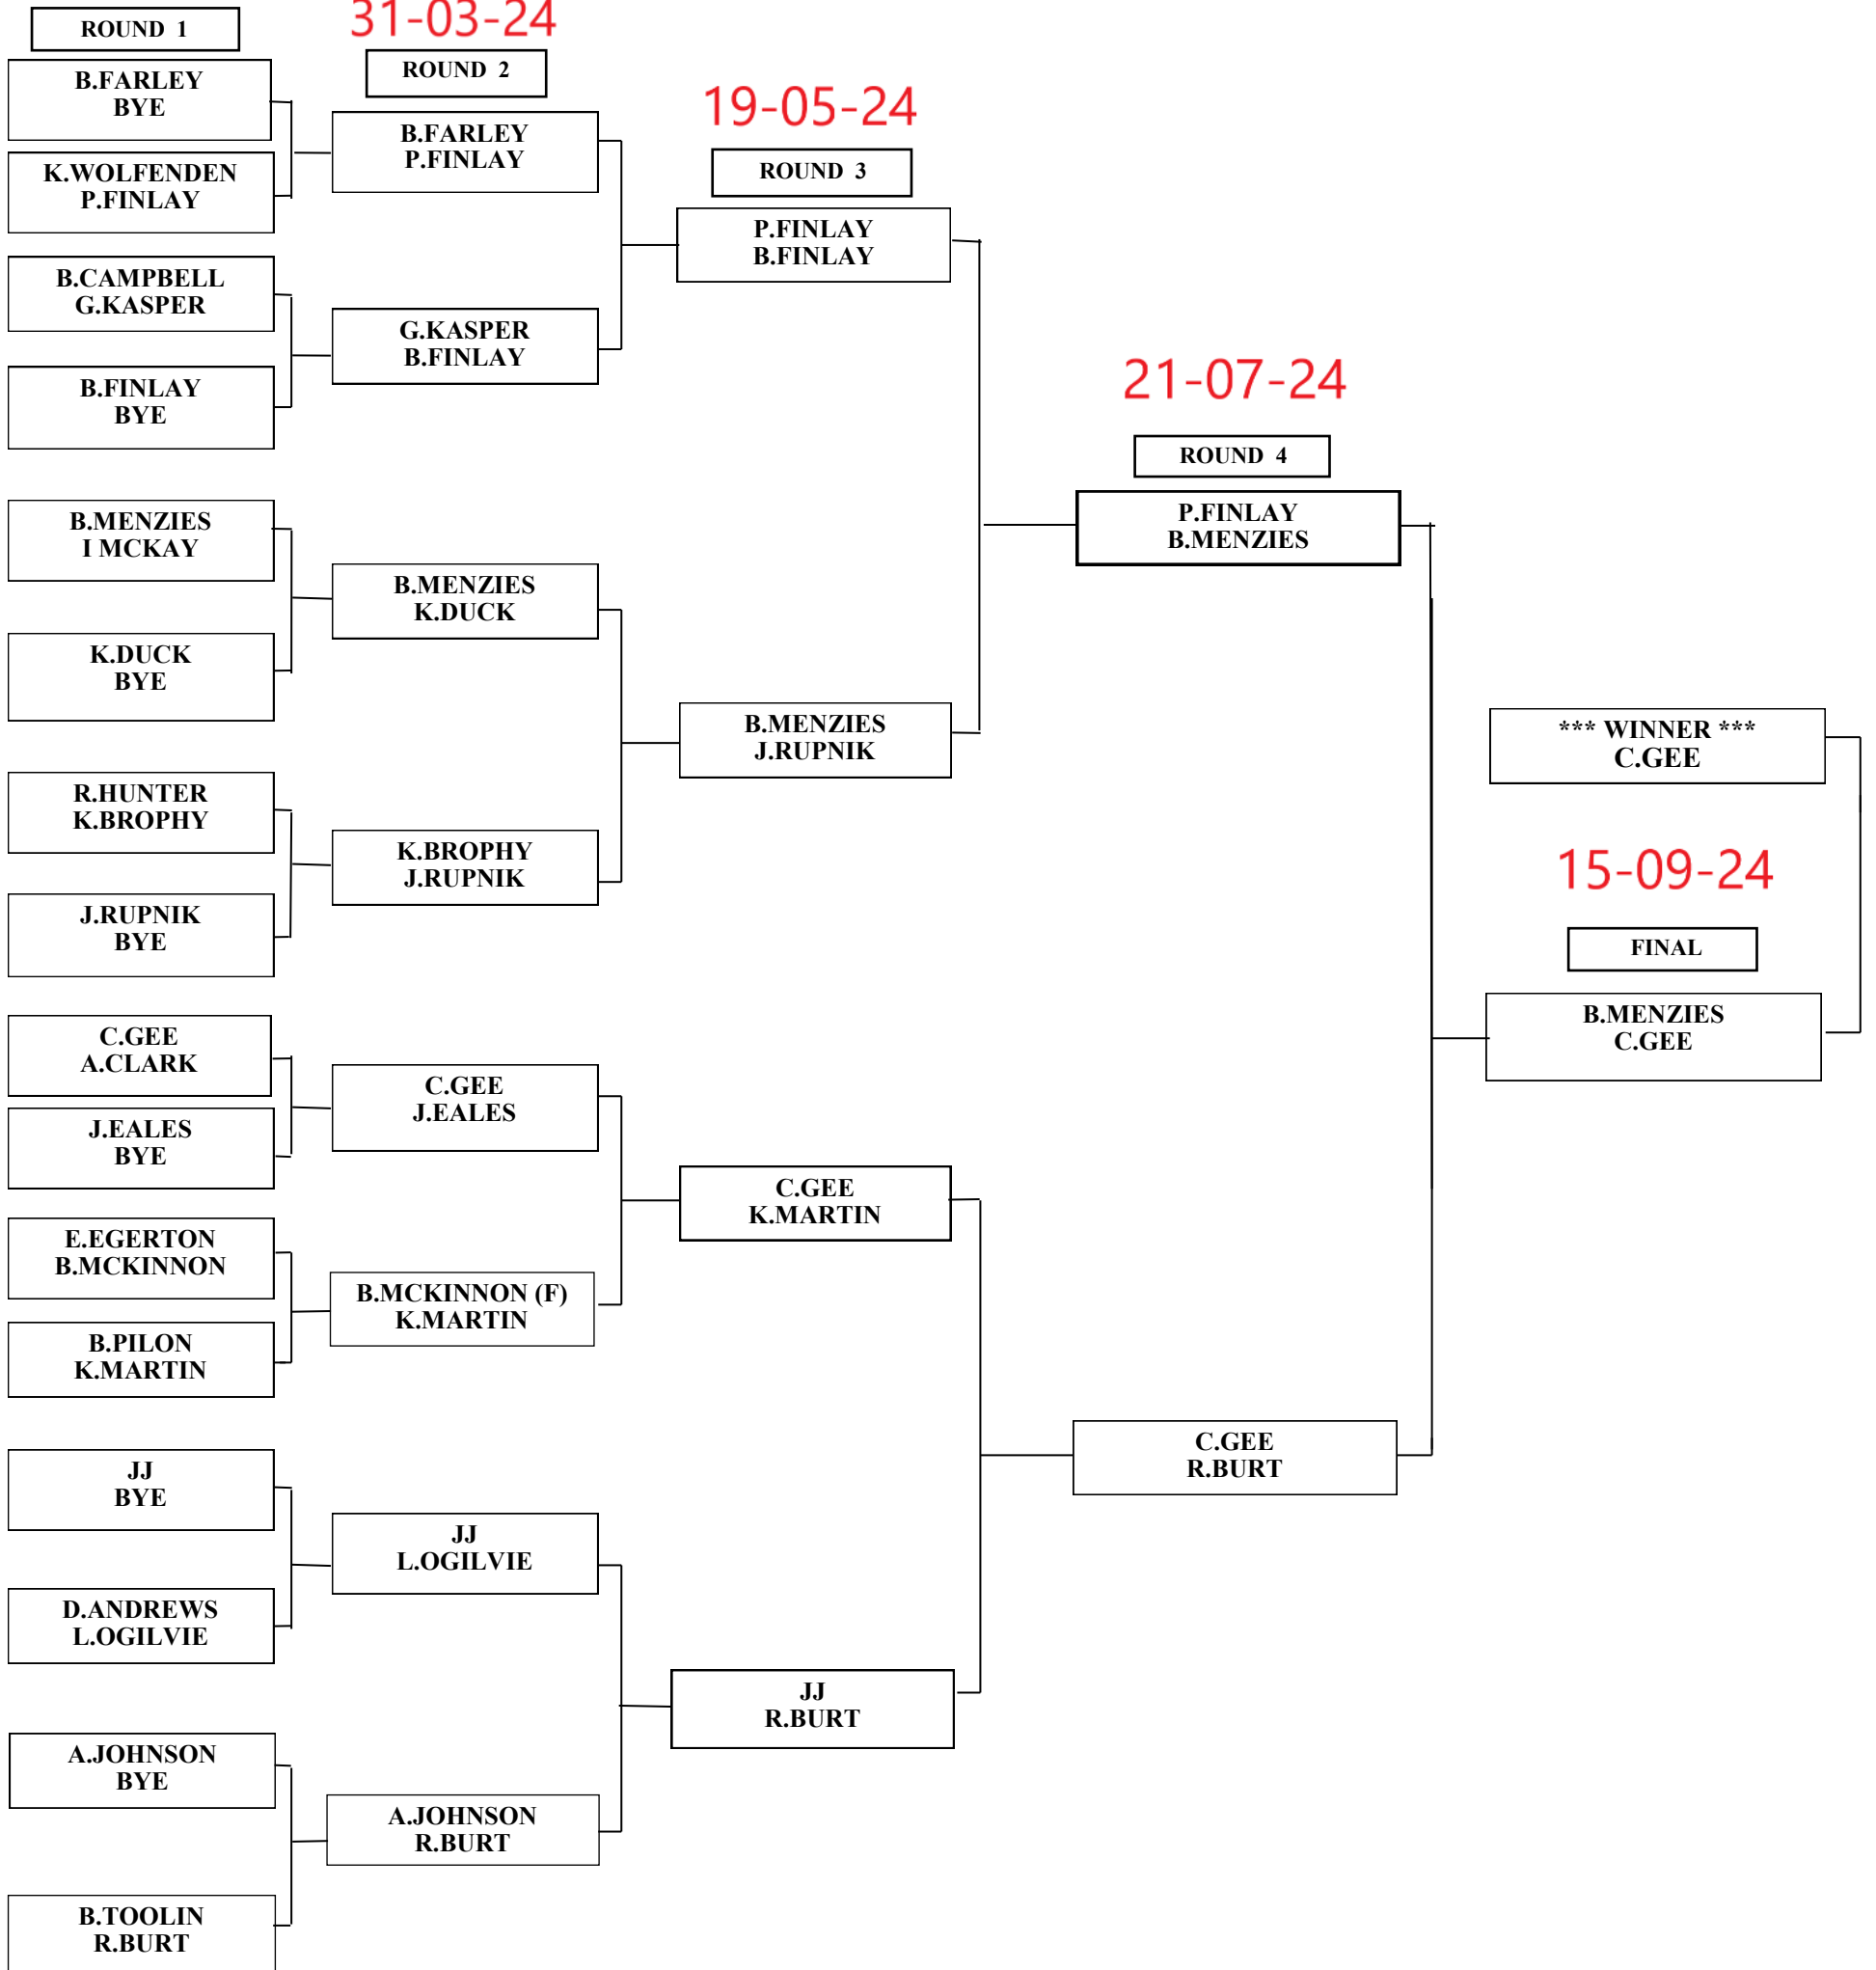 ROUND 1
B.FARLEY
BYE
K.WOLFENDEN
P.FINLAY
B.CAMPBELL
G.KASPER
B.FINLAY
BYE
B.MENZIES
I MCKAY
K.DUCK
BYE
R.HUNTER
K.BROPHY
J.RUPNIK
BYE
C.GEE
A.CLARK
J.EALES
BYE
E.EGERTON
B.MCKINNON
B.PILON
K.MARTIN
JJ
BYE
D.ANDREWS
L.OGILVIE
A.JOHNSON
BYE
B.TOOLIN
R.BURT
31-03-24
ROUND 2
B.FARLEY
P.FINLAY
G.KASPER
B.FINLAY
B.MENZIES
K.DUCK
K.BROPHY
J.RUPNIK
C.GEE
J.EALES
B.MCKINNON (F)
K.MARTIN
JJ
L.OGILVIE
A.JOHNSON
R.BURT
19-05-24
ROUND 3
P.FINLAY
B.FINLAY
B.MENZIES
J.RUPNIK
C.GEE
K.MARTIN
JJ
R.BURT
21-07-24
ROUND 4
P.FINLAY
B.MENZIES
C.GEE
R.BURT
*** WINNER ***
C.GEE
15-09-24
FINAL
B.MENZIES
C.GEE